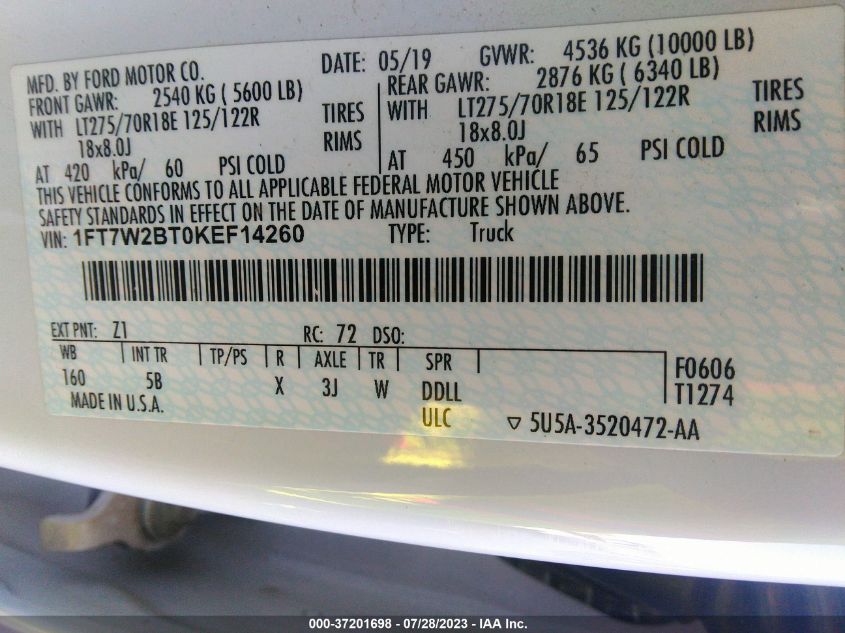 MFD. BY FORD MOTOR CO. DATE: 05/19 GVWR: 4536 KG (10000 LB)
FRONT GAWR: 2540 KG ( 5600 LB) REAR GAWR: 2876 KG ( 6340 LB)
WITH LT275/70R18E 125/122R TIRES WITH LT275/70R18E 125/122R TIRES
18x8.0J RIMS 18x8.0J RIMS
AT 420 kPa/ 60 PSI COLD AT 450 kPa/ 65 PSI COLD
THIS VEHICLE CONFORMS TO ALL APPLICABLE FEDERAL MOTOR VEHICLE
SAFETY STANDARDS IN EFFECT ON THE DATE OF MANUFACTURE SHOWN ABOVE.
VIN: 1FT7W2BT0KEF14260 TYPE: Truck
EXT PNT: Z1 RC: 72 DSO:
WB INT TR TP/PS R AXLE TR SPR F0606
160 5B X 3J W DDLL T1274
MADE IN U.S.A. ULC ▽ 5U5A-3520472-AA
000-37201698 - 07/28/2023 - IAA Inc.